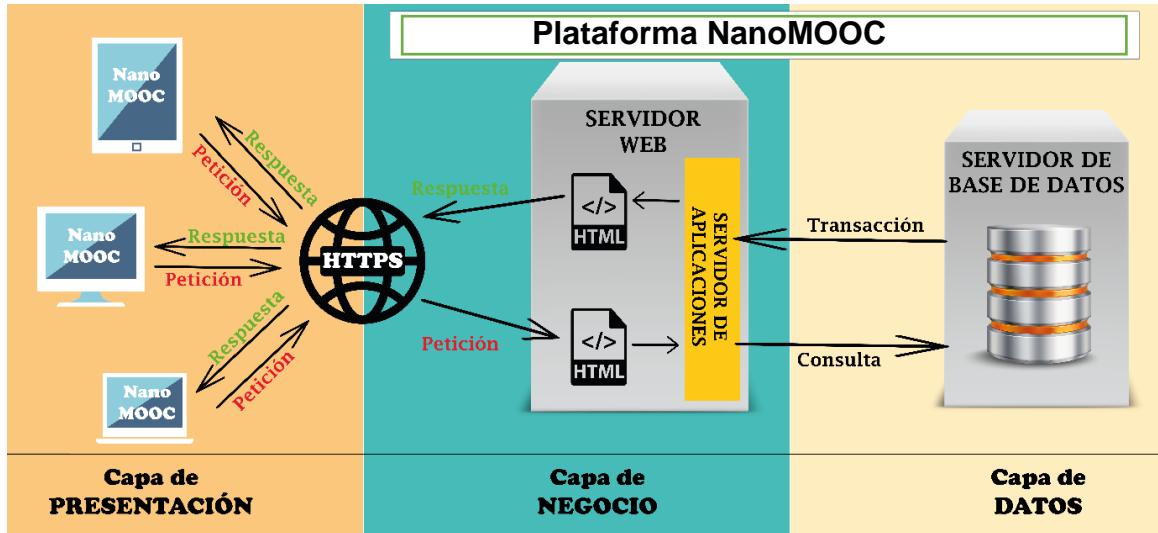 Plataforma NanoMOOC
Nano
MOOC
Respuesta
Petición
Nano
MOOC
Respuesta
Petición
Nano
MOOC
Respuesta
Petición
HTTPS
Respuesta
Petición
SERVIDOR
WEB
</>
HTML
</>
HTML
SERVIDOR DE
APLICACIONES
Transacción
Consulta
SERVIDOR DE
BASE DE DATOS
Capa de
PRESENTACIÓN
Capa de
NEGOCIO
Capa de
DATOS